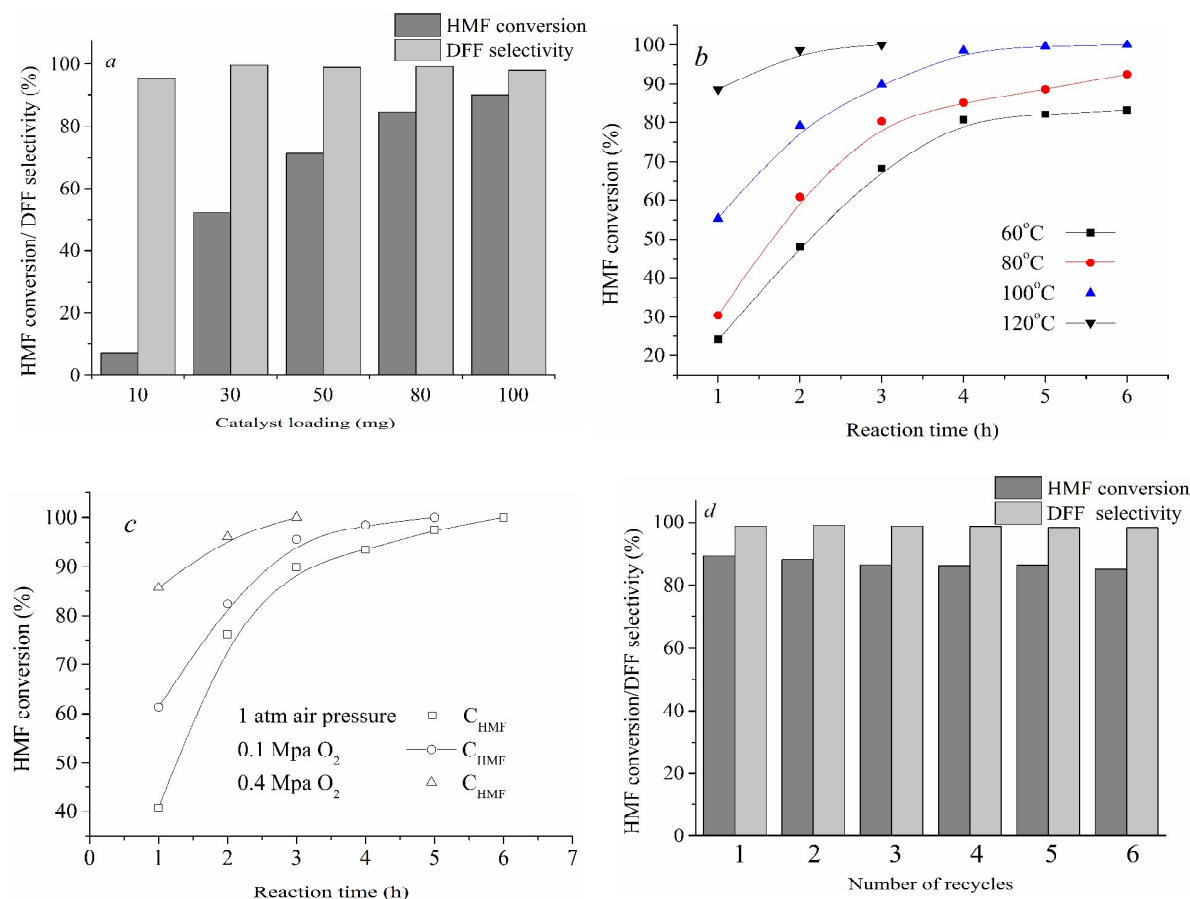 HMF conversion
DFF selectivity
a
HMF conversion/ DFF selectivity (%)
100
80
60
40
20
0
10 30 50 80 100
Catalyst loading (mg)
b
HMF conversion (%)
100
90
80
70
60
50
40
30
20
60°C
80°C
100°C
120°C
1 2 3 4 5 6
Reaction time (h)
c
HMF conversion (%)
100
90
80
70
60
50
40
1 atm air pressure C_HMF
0.1 Mpa O₂ C_HMF
0.4 Mpa O₂ C_HMF
0 1 2 3 4 5 6 7
Reaction time (h)
HMF conversion
DFF selectivity
d
HMF conversion/DFF selectivity (%)
100
80
60
40
20
0
1 2 3 4 5 6
Number of recycles